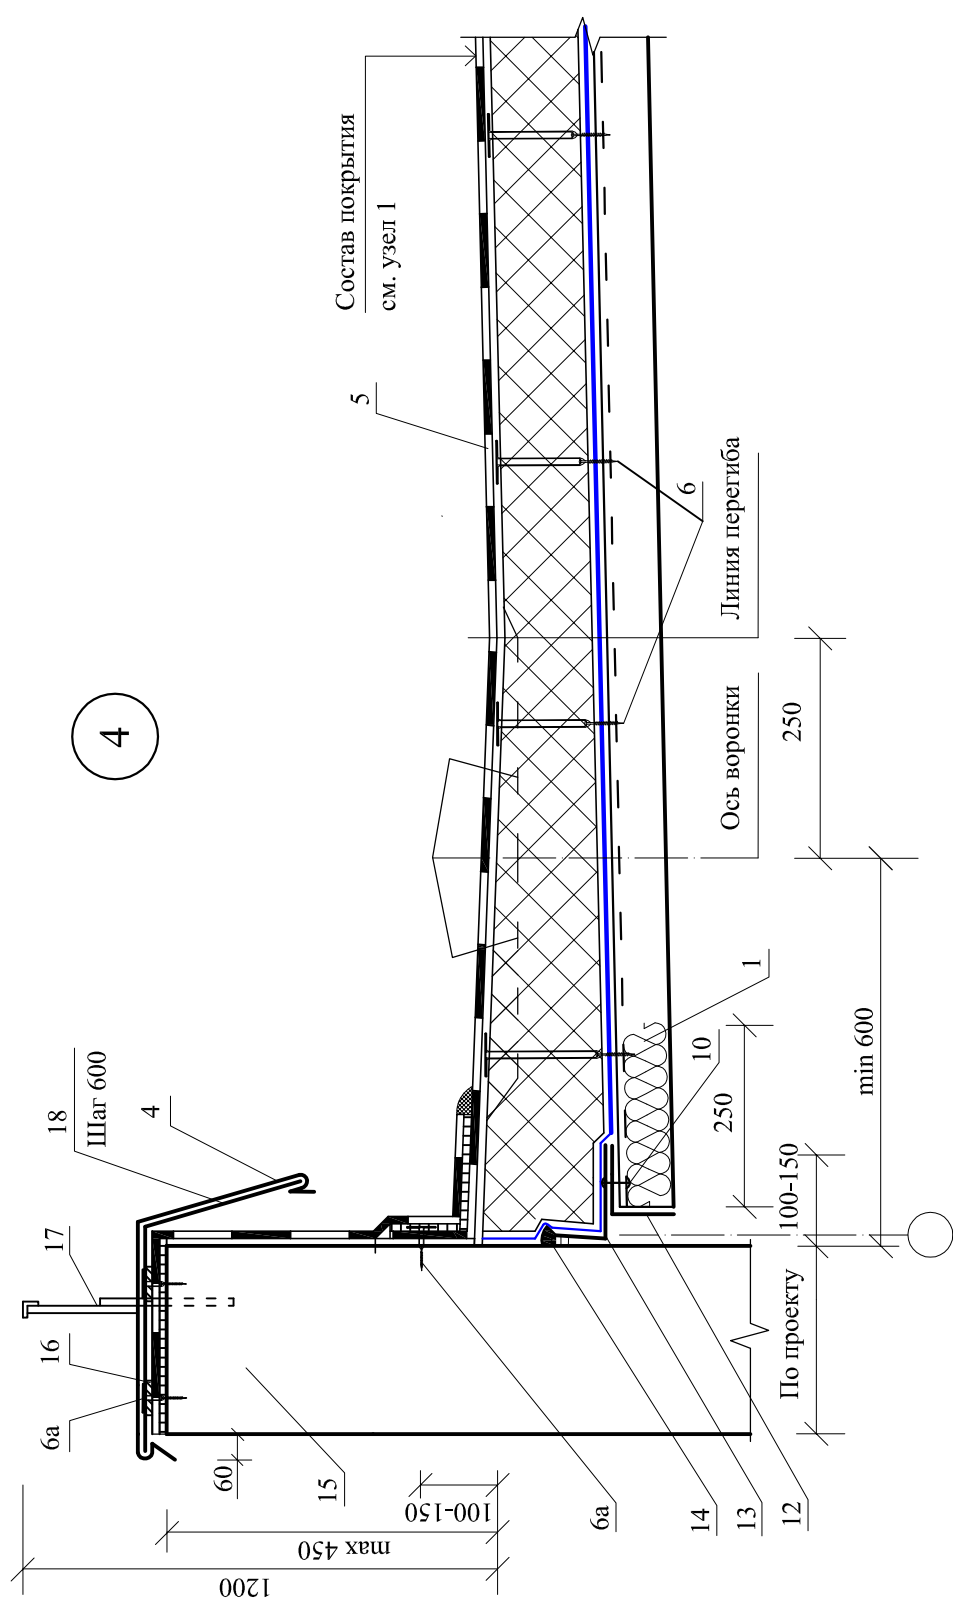 4
Состав покрытия
см. узел 1
5
6
Линия перегиба
Ось воронки
250
18
Шаг 600
4
17
16
6а
60
15
1200
max 450
100-150
6а
14
13
12
По проекту
100-150
min 600
250
10
1